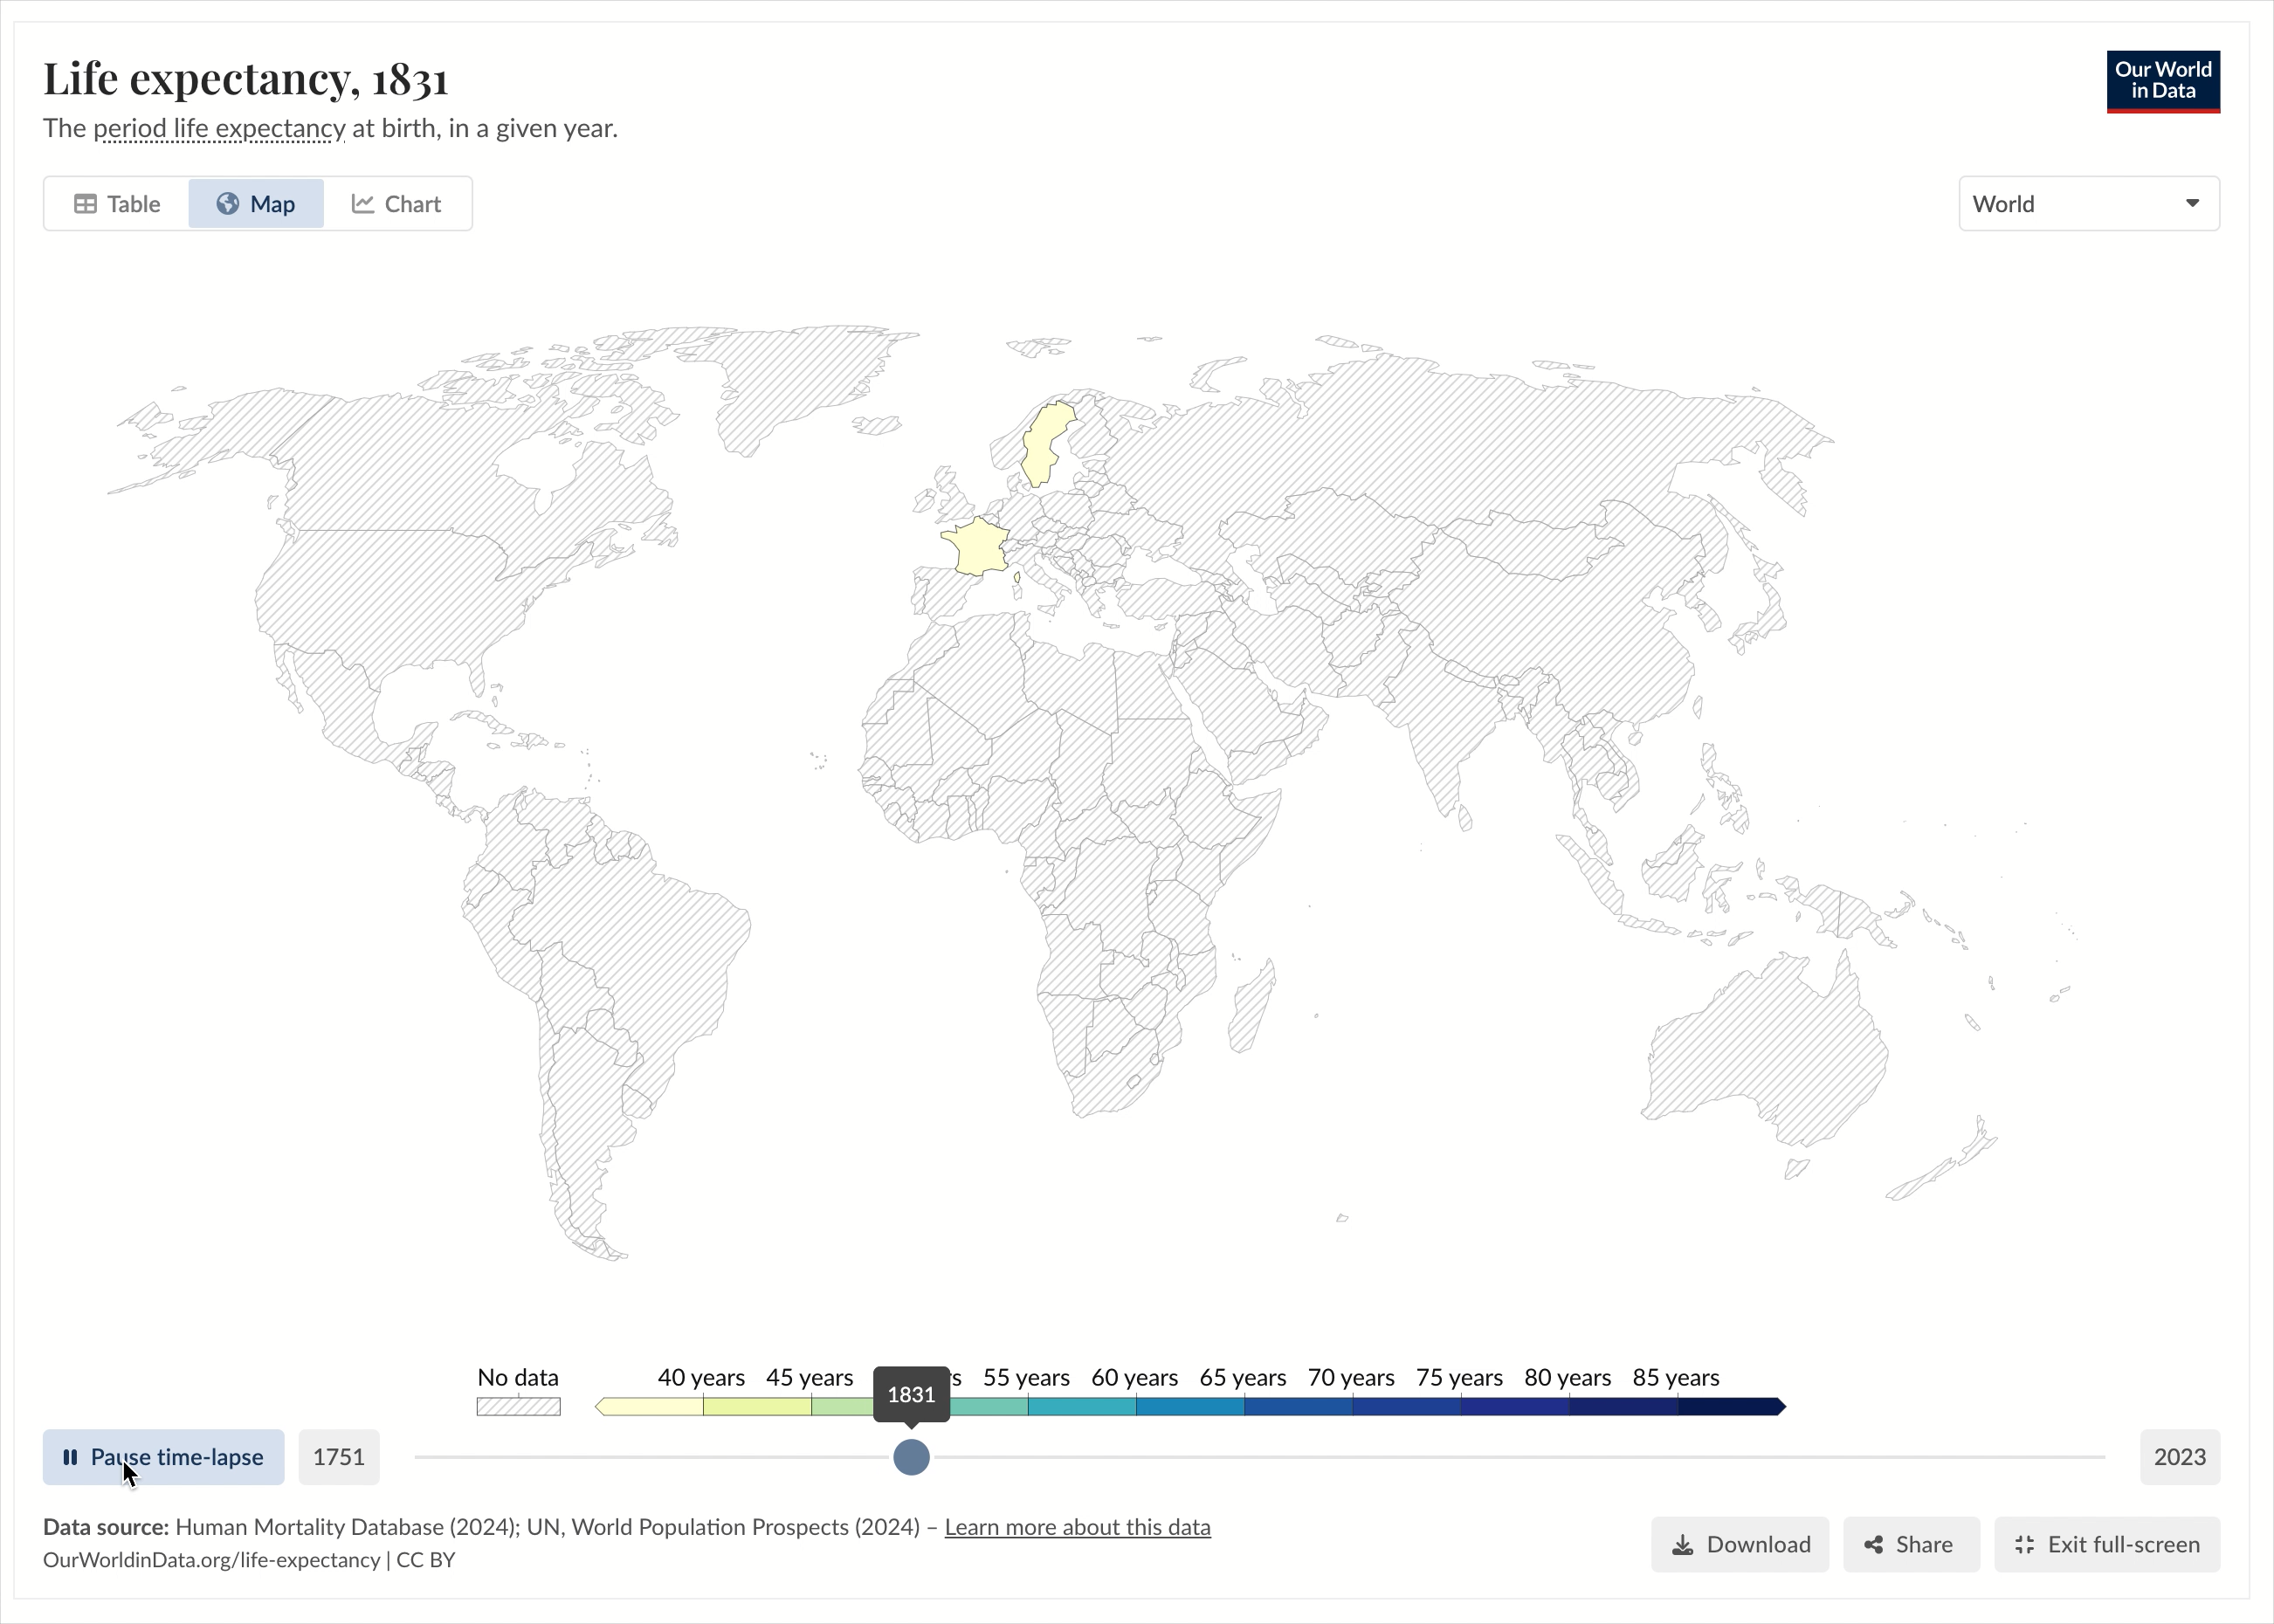 Life expectancy, 1831
The period life expectancy at birth, in a given year.
Our World
in Data
Table
Map
Chart
World
No data
40 years
45 years
s
55 years
60 years
65 years
70 years
75 years
80 years
85 years
1831
Pause time-lapse
1751
2023
Data source: Human Mortality Database (2024); UN, World Population Prospects (2024) – Learn more about this data
OurWorldinData.org/life-expectancy | CC BY
Download
Share
Exit full-screen